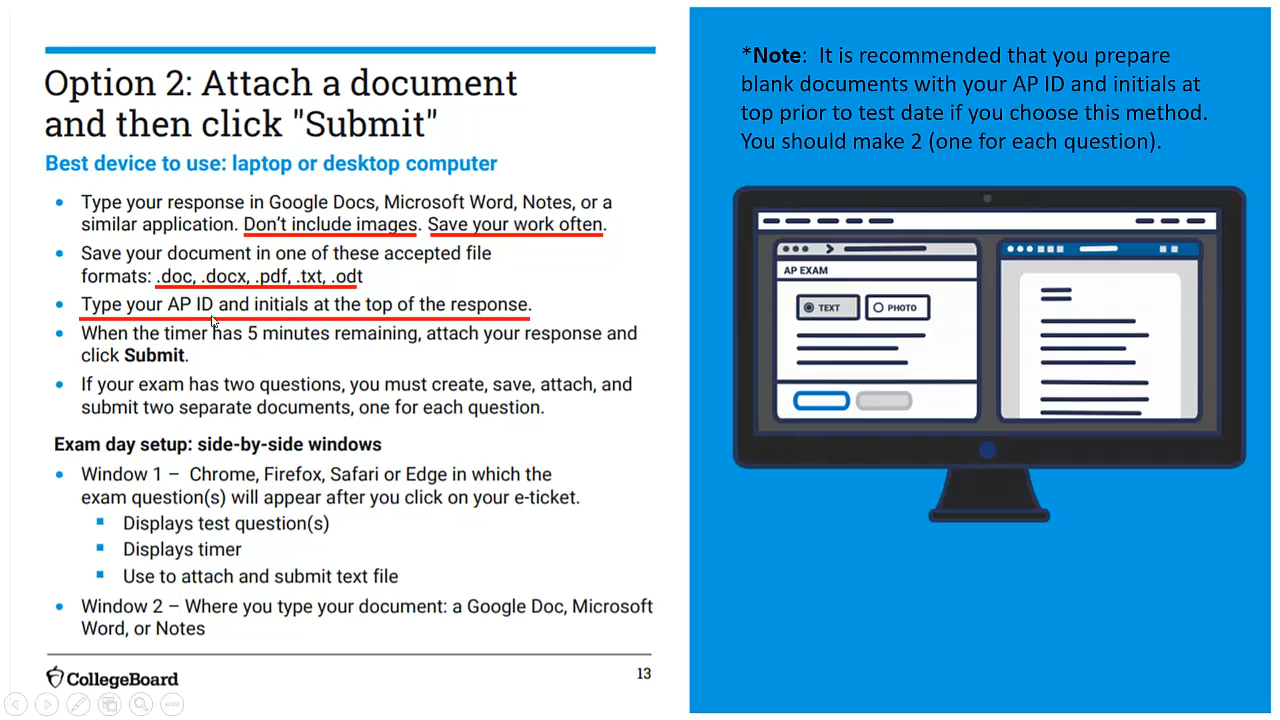 Option 2: Attach a document
and then click "Submit"
Best device to use: laptop or desktop computer
• Type your response in Google Docs, Microsoft Word, Notes, or a
similar application. Don't include images. Save your work often.
• Save your document in one of these accepted file
formats: .doc, .docx, .pdf, .txt, .odt
• Type your AP ID and initials at the top of the response.
• When the timer has 5 minutes remaining, attach your response and
click Submit.
• If your exam has two questions, you must create, save, attach, and
submit two separate documents, one for each question.
Exam day setup: side-by-side windows
• Window 1 – Chrome, Firefox, Safari or Edge in which the
exam question(s) will appear after you click on your e-ticket.
▪ Displays test question(s)
▪ Displays timer
▪ Use to attach and submit text file
• Window 2 – Where you type your document: a Google Doc, Microsoft
Word, or Notes
CollegeBoard
13
*Note: It is recommended that you prepare
blank documents with your AP ID and initials at
top prior to test date if you choose this method.
You should make 2 (one for each question).
AP EXAM
TEXT
PHOTO